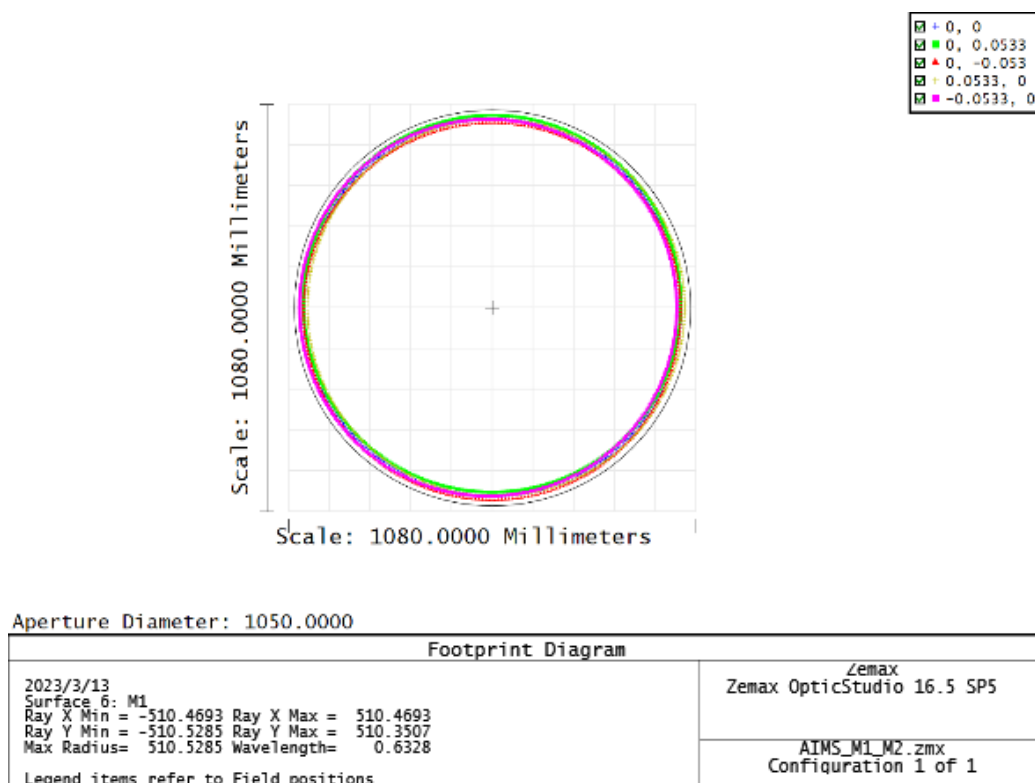 + 0, 0
0, 0.0533
0, -0.053
0.0533, 0
-0.0533, 0
Scale: 1080.0000 Millimeters
Scale: 1080.0000 Millimeters
Aperture Diameter: 1050.0000
Footprint Diagram
2023/3/13
Surface 6: M1
Ray X Min = -510.4693 Ray X Max = 510.4693
Ray Y Min = -510.5285 Ray Y Max = 510.3507
Max Radius= 510.5285 Wavelength= 0.6328
Legend items refer to Field positions
Zemax
Zemax OpticStudio 16.5 SP5
AIMS_M1_M2.zmx
Configuration 1 of 1